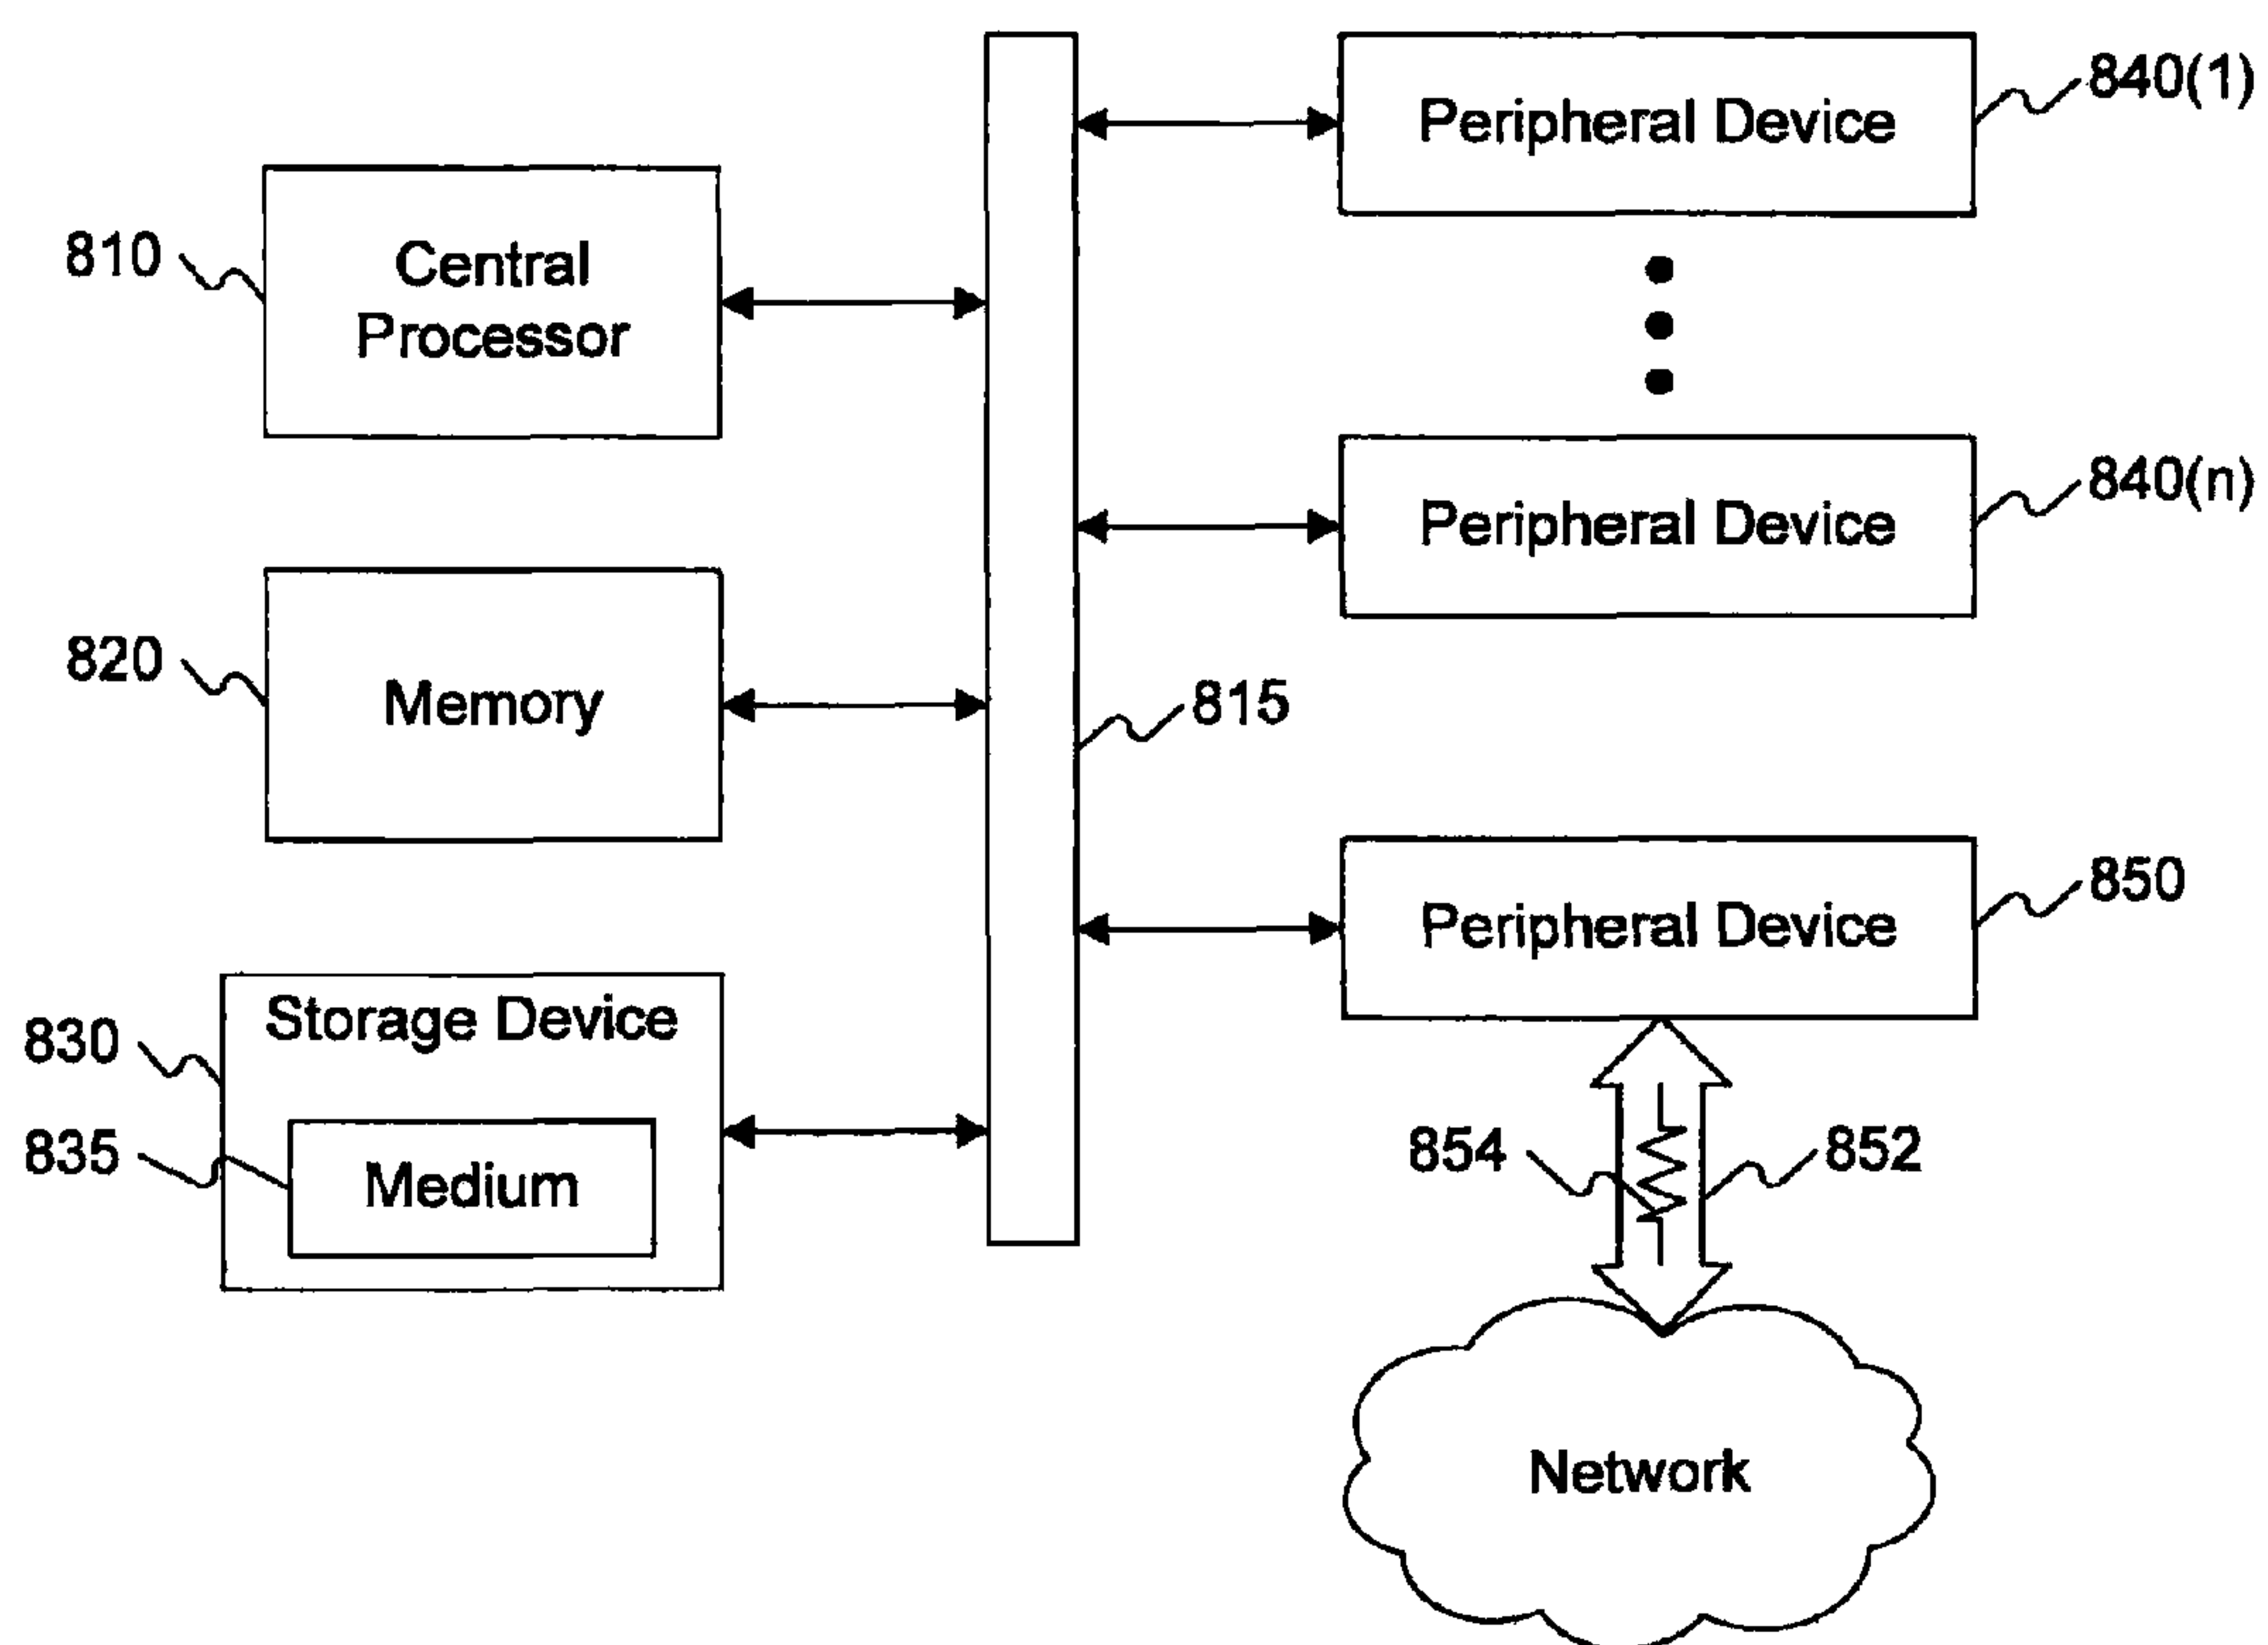 840(1)
Peripheral Device
810
Central
Processor
840(n)
Peripheral Device
820
Memory
815
850
Peripheral Device
830
Storage Device
835
Medium
854
852
Network